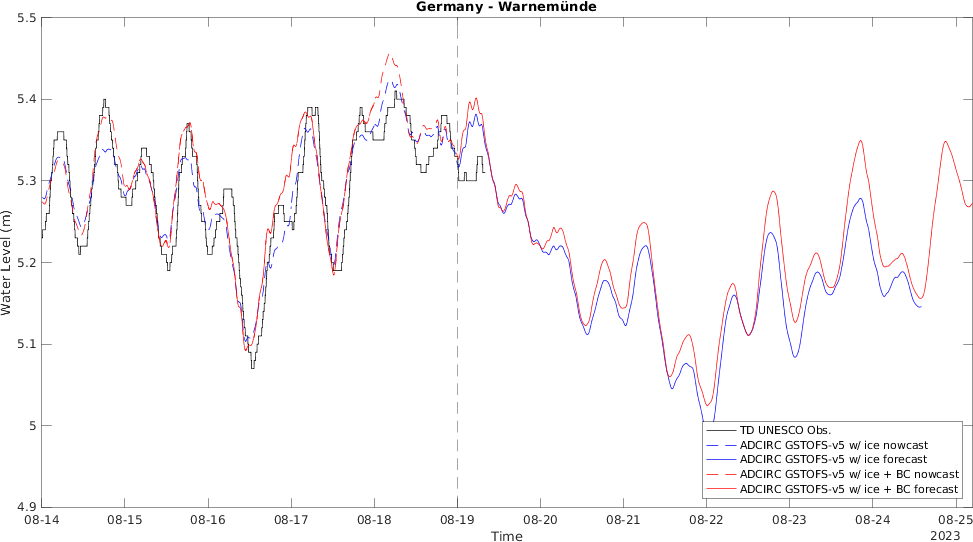 Germany - Warnemünde
5.5
5.4
5.3
5.2
5.1
5
4.9
Water Level (m)
TD UNESCO Obs.
ADCIRC GSTOFS-v5 w/ ice nowcast
ADCIRC GSTOFS-v5 w/ ice forecast
ADCIRC GSTOFS-v5 w/ ice + BC nowcast
ADCIRC GSTOFS-v5 w/ ice + BC forecast
08-14 08-15 08-16 08-17 08-18 08-19 08-20 08-21 08-22 08-23 08-24 08-25
Time
2023